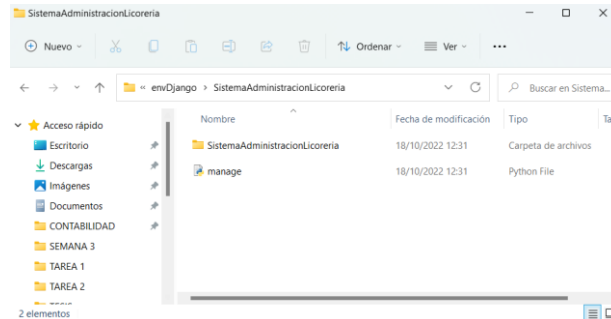 SistemaAdministracionLicoreria
Nuevo
Ordenar
Ver
« envDjango > SistemaAdministracionLicoreria
Buscar en Sistema...
Nombre Fecha de modificación Tipo Ta
Acceso rápido
SistemaAdministracionLicoreria 18/10/2022 12:31 Carpeta de archivos
Escritorio
manage 18/10/2022 12:31 Python File
Descargas
Imágenes
Documentos
CONTABILIDAD
SEMANA 3
TAREA 1
TAREA 2
2 elementos